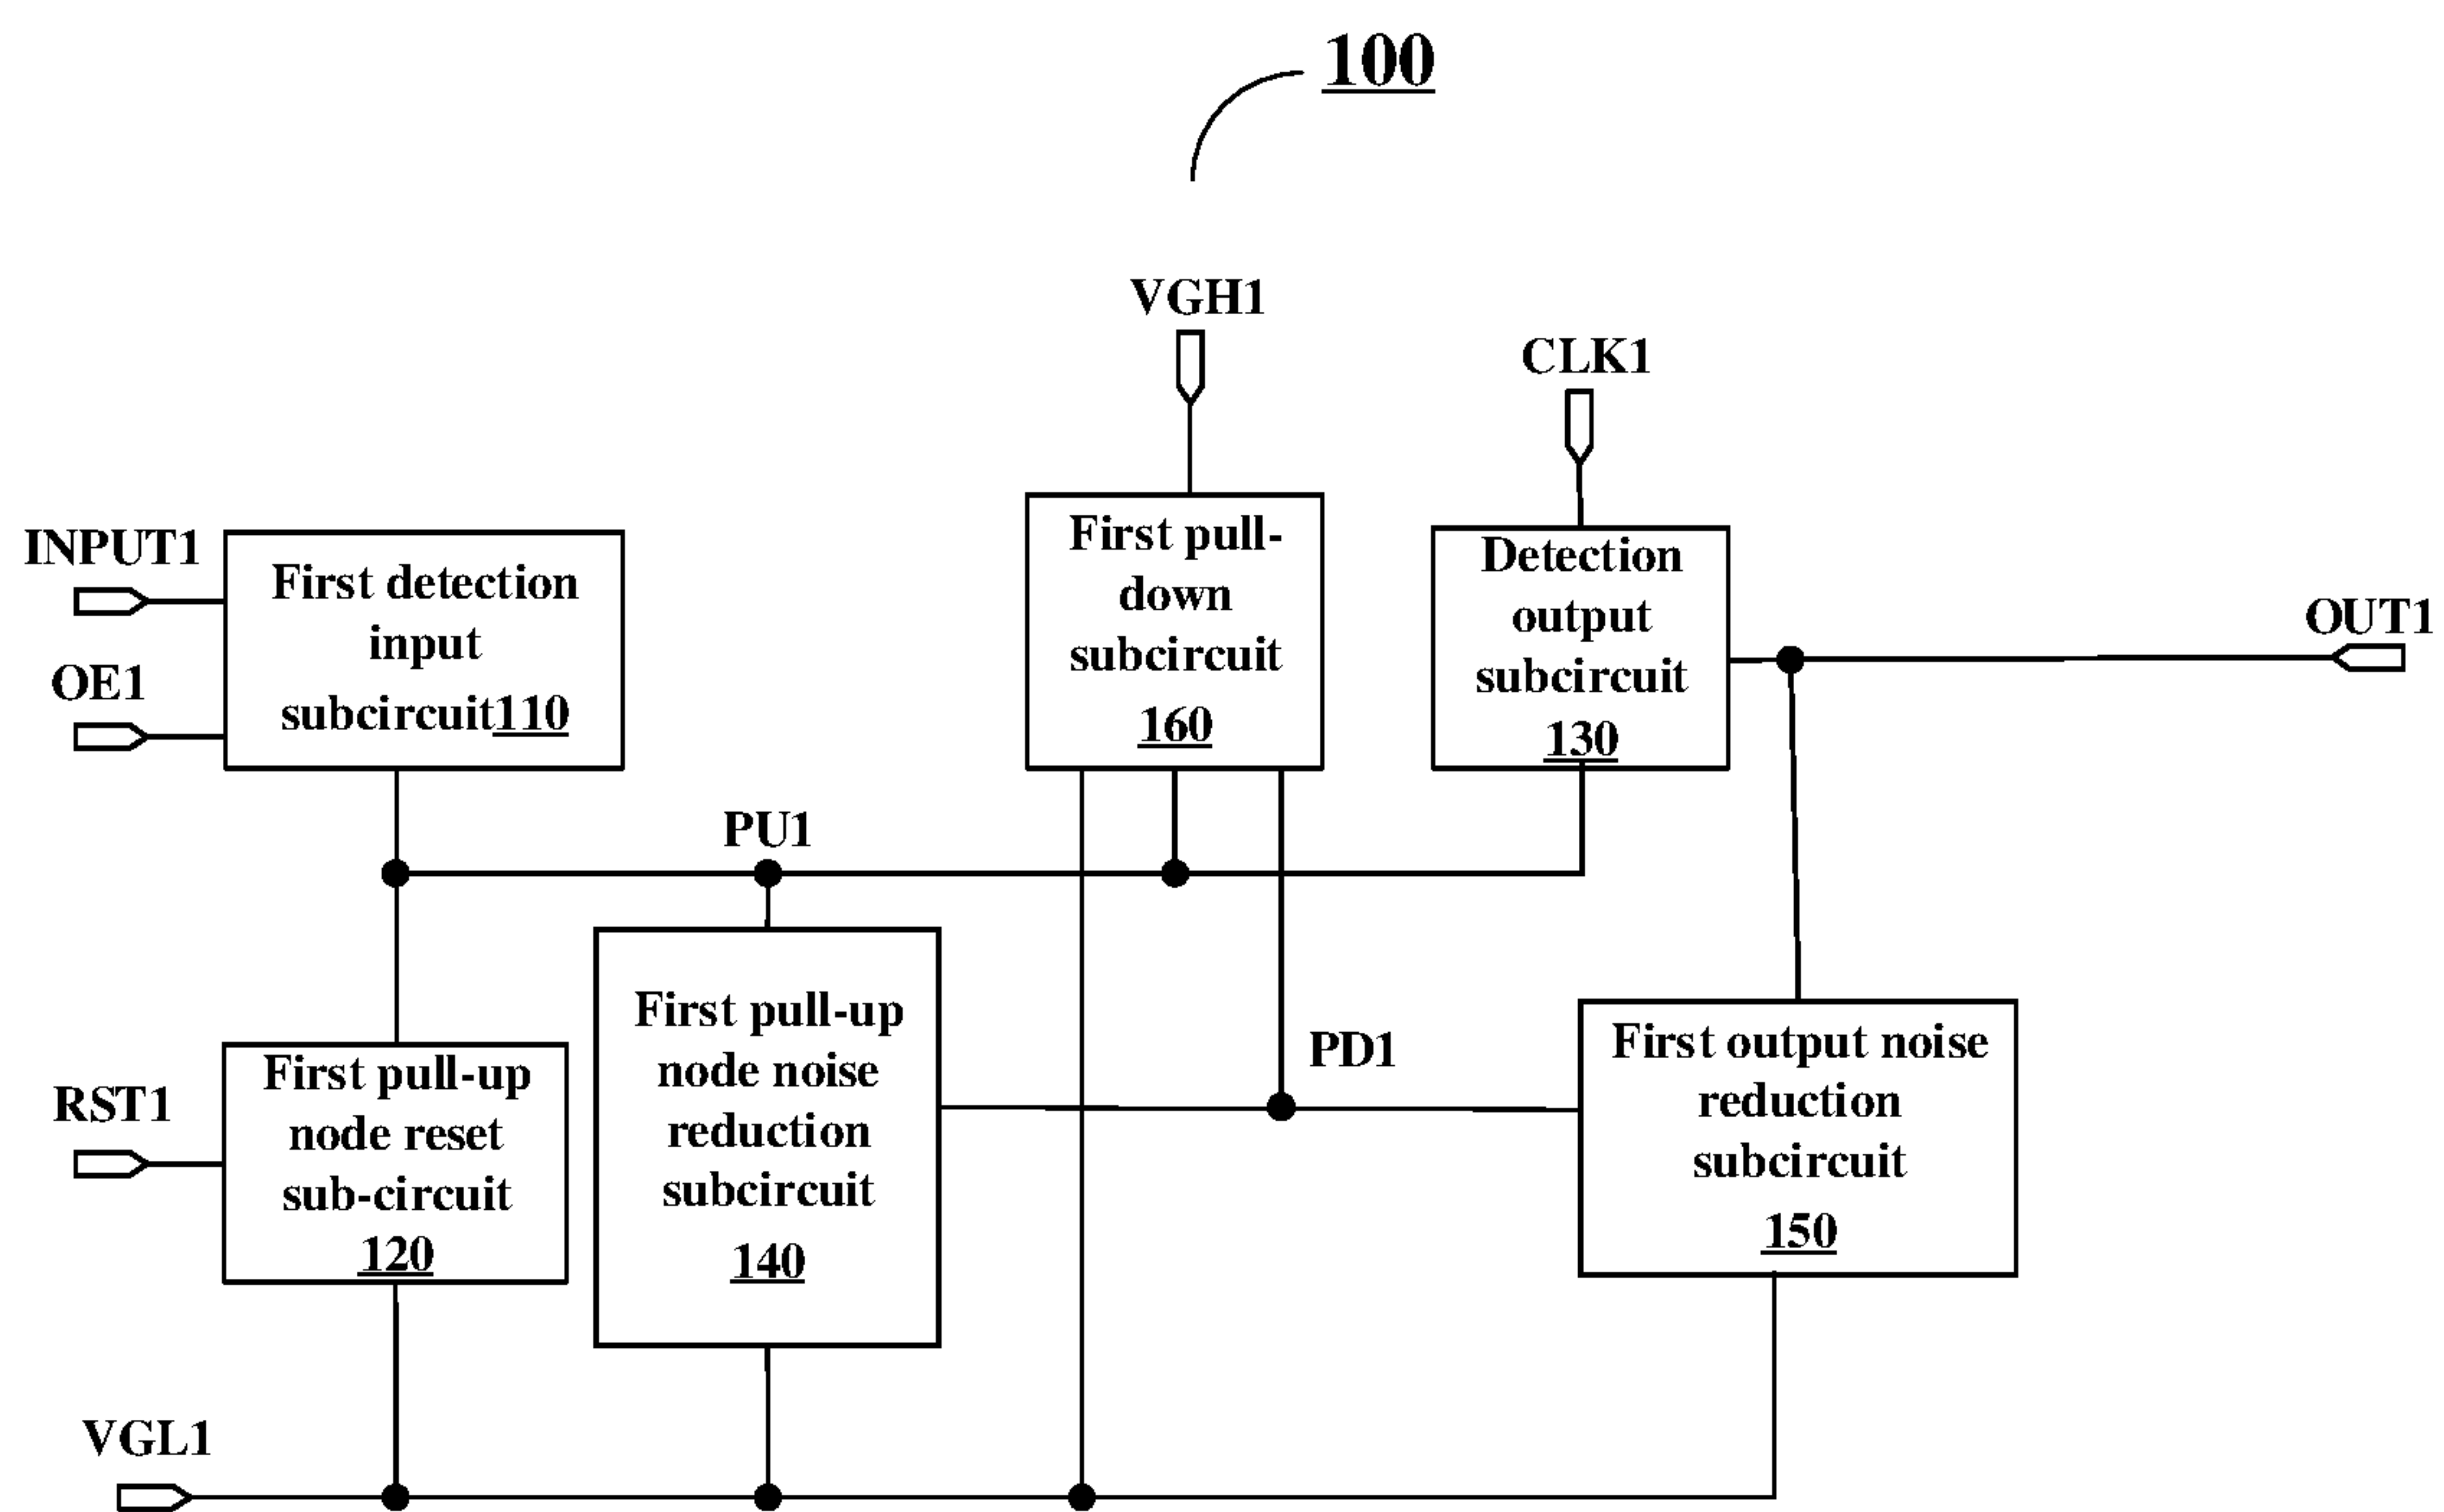 100
VGH1
CLK1
INPUT1
OE1
First detection
input
subcircuit110
First pull-
down
subcircuit
160
Detection
output
subcircuit
130
OUT1
PU1
RST1
First pull-up
node reset
sub-circuit
120
First pull-up
node noise
reduction
subcircuit
140
PD1
First output noise
reduction
subcircuit
150
VGL1